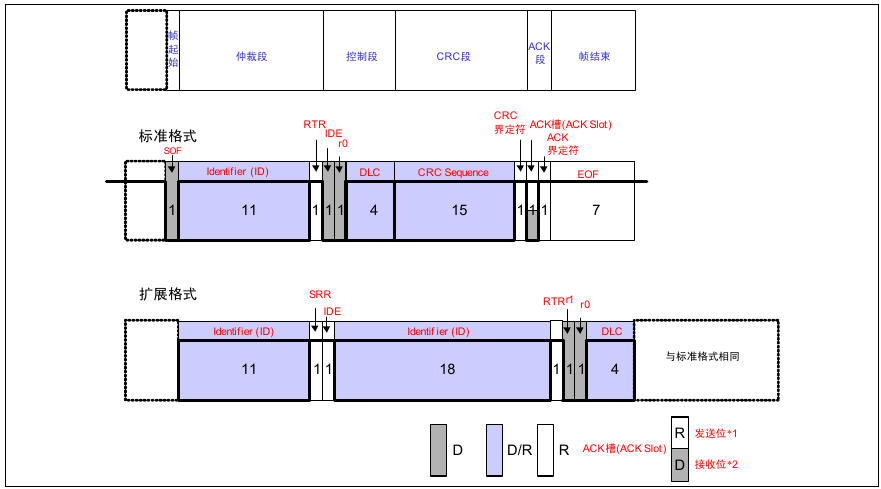 帧起始
仲裁段
控制段
CRC段
ACK段
帧结束
标准格式
SOF
RTR
IDE
r0
CRC
界定符
ACK槽(ACK Slot)
ACK
界定符
Identifier (ID)
DLC
CRC Sequence
EOF
1
11
1
1
1
4
15
1
1
1
7
扩展格式
SRR
IDE
RTR
r1
r0
Identifier (ID)
Identifier (ID)
DLC
11
1
1
18
1
1
1
4
与标准格式相同
D
D/R
R
ACK槽(ACK Slot)
R
发送位*1
D
接收位*2